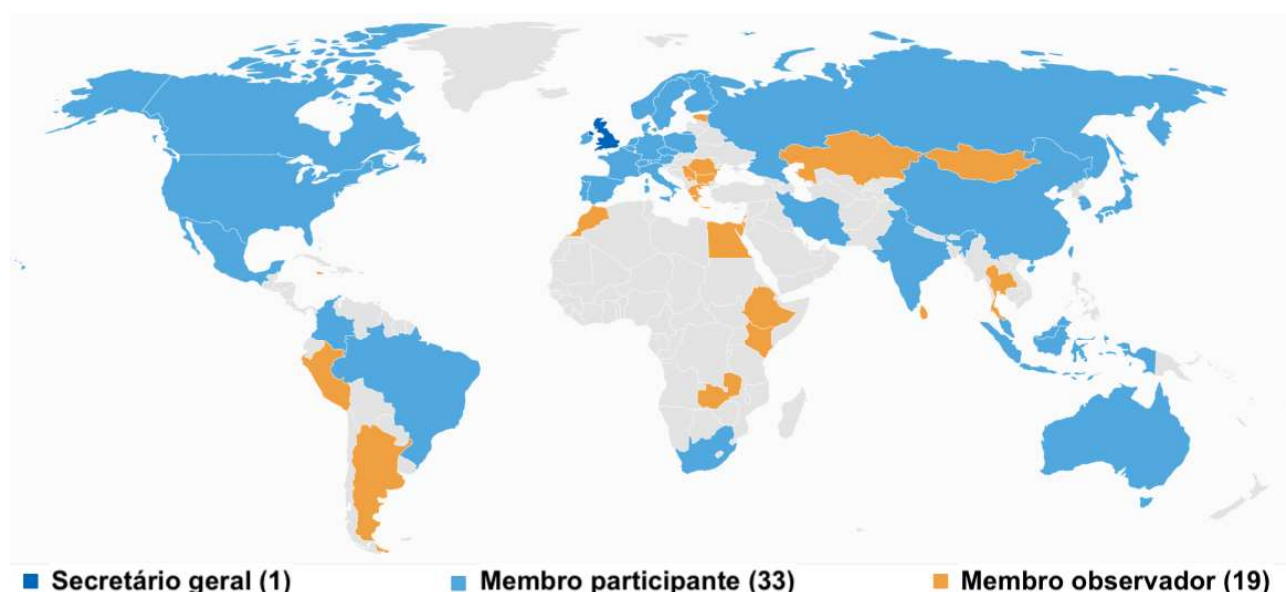 Secretário geral (1) Membro participante (33) Membro observador (19)